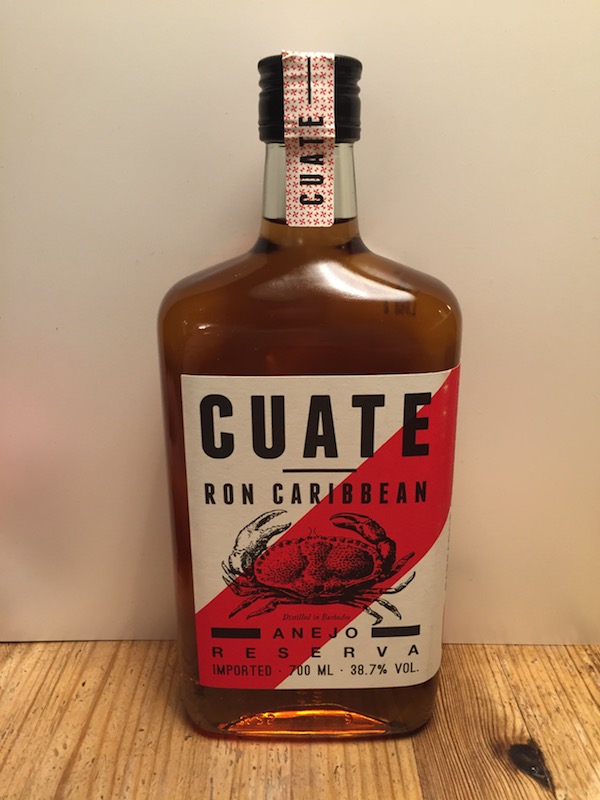 CUATE
CUATE
RON CARIBBEAN
Distilled in Barbados
ANEJO
RESERVA
IMPORTED · 700 ML · 38.7% VOL.